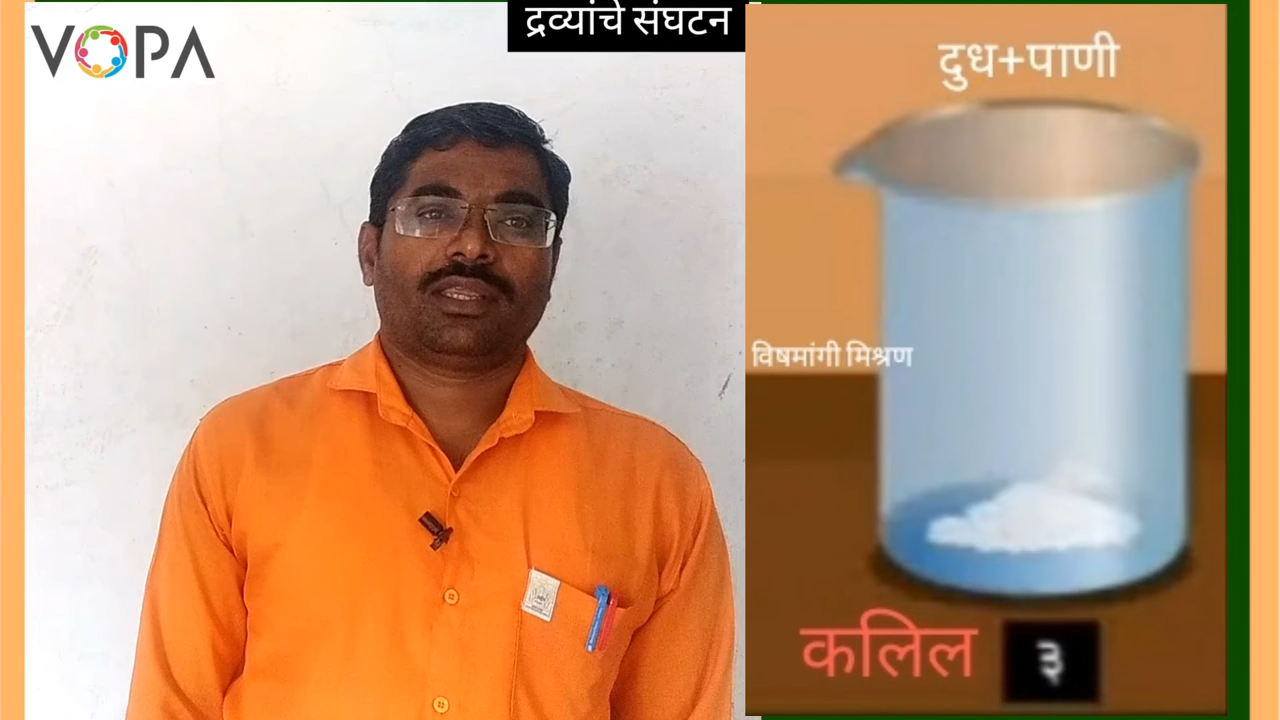 VOPA
द्रव्यांचे संघटन
दुध+पाणी
विषमांगी मिश्रण
कलिल
३